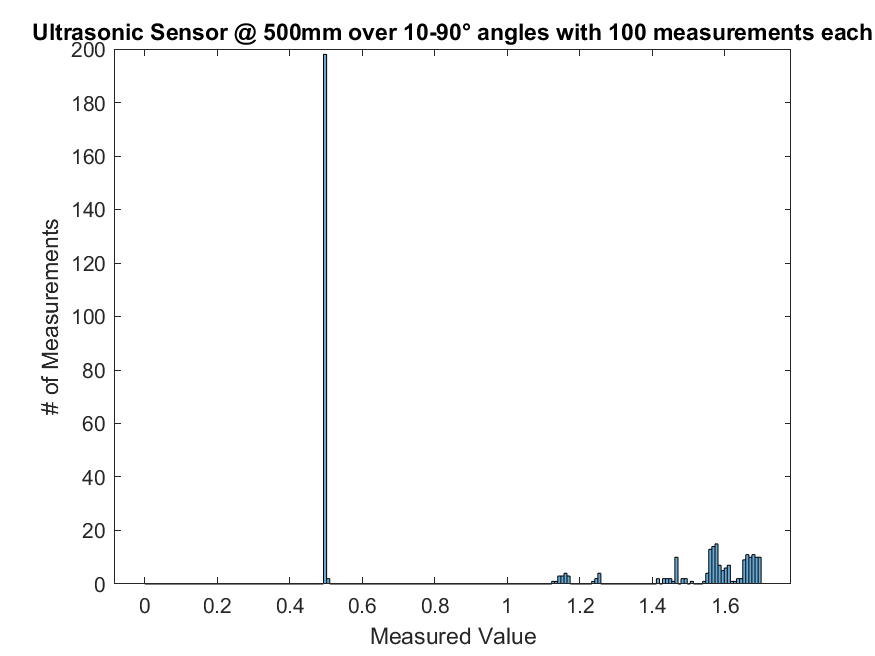 Ultrasonic Sensor @ 500mm over 10-90° angles with 100 measurements each
200
180
160
140
120
100
80
60
40
20
0
# of Measurements
0 0.2 0.4 0.6 0.8 1 1.2 1.4 1.6
Measured Value